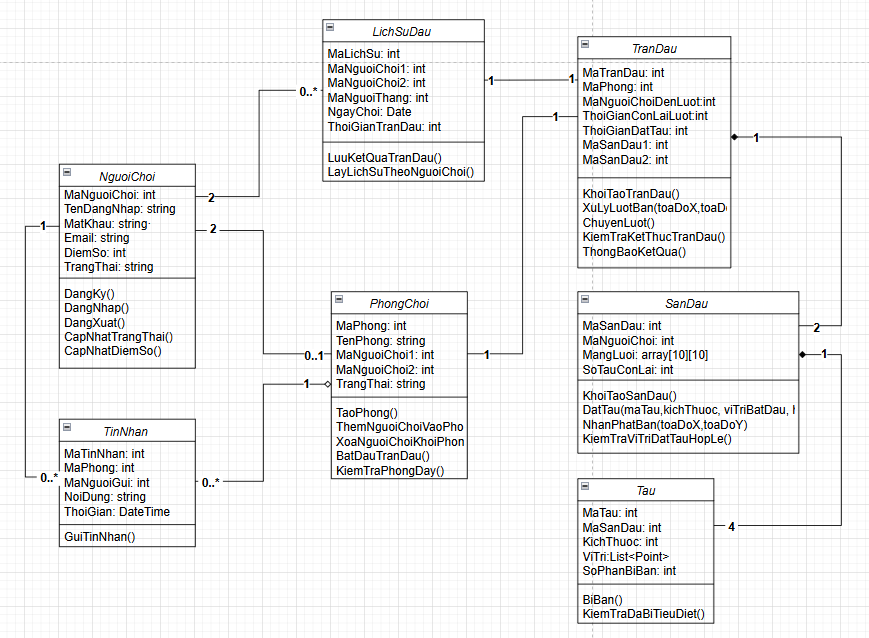 LichSuDau
MaLichSu: int
MaNguoiChoi1: int
MaNguoiChoi2: int
MaNguoiThang: int
NgayChoi: Date
ThoiGianTranDau: int
LuuKetQuaTranDau()
LayLichSuTheoNguoiChoi()
TranDau
MaTranDau: int
MaPhong: int
MaNguoiChoiDenLuot:int
ThoiGianConLaiLuot:int
ThoiGianDatTau: int
MaSanDau1: int
MaSanDau2: int
KhoiTaoTranDau()
XuLyLuotBan(toaDoX,toaDo
ChuyenLuot()
KiemTraKetThucTranDau()
ThongBaoKetQua()
NguoiChoi
MaNguoiChoi: int
TenDangNhap: string
MatKhau: string
Email: string
DiemSo: int
TrangThai: string
DangKy()
DangNhap()
DangXuat()
CapNhatTrangThai()
CapNhatDiemSo()
PhongChoi
MaPhong: int
TenPhong: string
MaNguoiChoi1: int
MaNguoiChoi2: int
TrangThai: string
TaoPhong()
ThemNguoiChoiVaoPho
XoaNguoiChoiKhoiPhon
BatDauTranDau()
KiemTraPhongDay()
SanDau
MaSanDau: int
MaNguoiChoi: int
MangLuoi: array[10][10]
SoTauConLai: int
KhoiTaoSanDau()
DatTau(maTau,kichThuoc, viTriBatDau, h
NhanPhatBan(toaDoX,toaDoY)
KiemTraViTriDatTauHopLe()
TinNhan
MaTinNhan: int
MaPhong: int
MaNguoiGui: int
NoiDung: string
ThoiGian: DateTime
GuiTinNhan()
Tau
MaTau: int
MaSanDau: int
KichThuoc: int
ViTri:List<Point>
SoPhanBiBan: int
BiBan()
KiemTraDaBiTieuDiet()
0..*
2
1
1
1
1
1
2
0..1
1
1
0..*
0..*
2
1
4